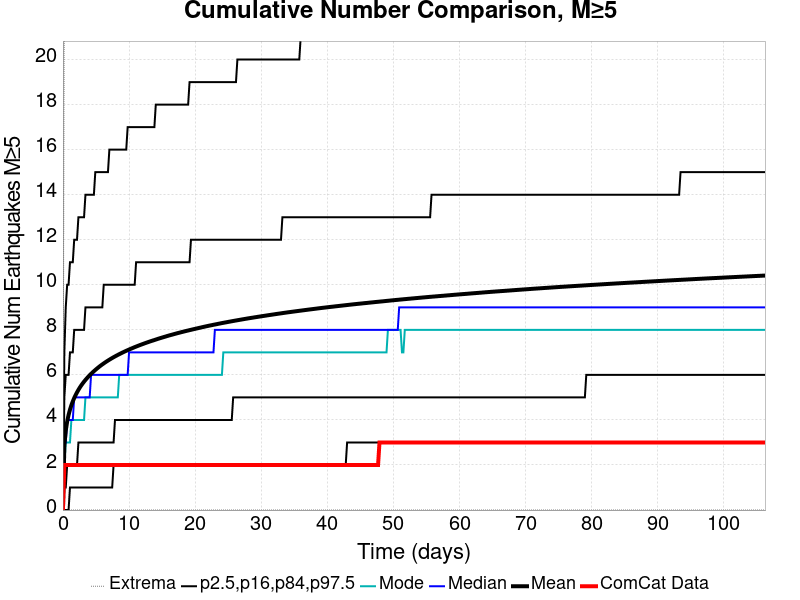 Cumulative Number Comparison, M≥5
Cumulative Num Earthquakes M≥5
20
18
16
14
12
10
8
6
4
2
0
0 10 20 30 40 50 60 70 80 90 100
Time (days)
Extrema p2.5,p16,p84,p97.5 Mode Median Mean ComCat Data